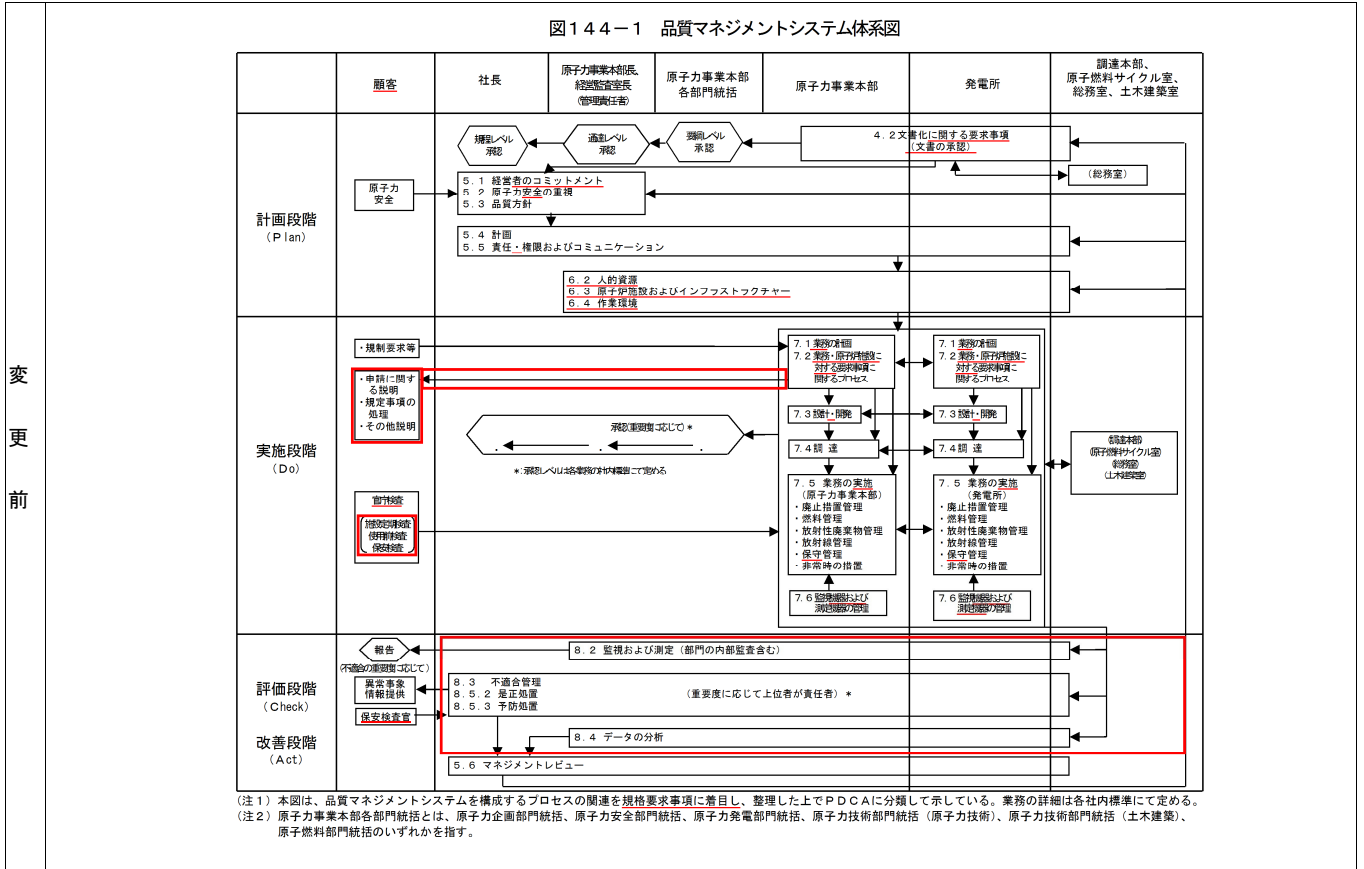 変
更
前
図144-1 品質マネジメントシステム体系図
顧客
社長
原子力事業本部長、
経営監査室長
(管理責任者)
原子力事業本部
各部門統括
原子力事業本部
発電所
調達本部、
原子燃料サイクル室、
総務室、土木建築室
計画段階
(Plan)
規程レベル
承認
通達レベル
承認
要綱レベル
承認
4.2文書化に関する要求事項
(文書の承認)
(総務室)
原子力
安全
5.1 経営者のコミットメント
5.2 原子力安全の重視
5.3 品質方針
5.4 計画
5.5 責任・権限およびコミュニケーション
6.2 人的資源
6.3 原子炉施設およびインフラストラクチャー
6.4 作業環境
実施段階
(Do)
・規制要求等
・申請に関す
る説明
・規定事項の
処理
・その他説明
承認(重要度に応じて)*
*:承認レベルは各業務の社内標準にて定める
官庁検査
施設定期検査
使用前検査
保安検査
7.1業務の計画
7.2業務・原子炉施設に
対する要求事項に
関するプロセス
7.3設計・開発
7.4調 達
7.5 業務の実施
(原子力事業本部)
・廃止措置管理
・燃料管理
・放射性廃棄物管理
・放射線管理
・保守管理
・非常時の措置
7.6監視機器および
測定機器の管理
7.1業務の計画
7.2業務・原子炉施設に
対する要求事項に
関するプロセス
7.3設計・開発
7.4調 達
7.5 業務の実施
(発電所)
・廃止措置管理
・燃料管理
・放射性廃棄物管理
・放射線管理
・保守管理
・非常時の措置
7.6監視機器および
測定機器の管理
(調達本部)
(原子燃料サイクル室)
(総務室)
(土木建築室)
評価段階
(Check)
改善段階
(Act)
報告
(不適合の重要度に応じて)
異常事象
情報提供
保安検査官
8.2 監視および測定(部門の内部監査含む)
8.3 不適合管理
8.5.2 是正処置 (重要度に応じて上位者が責任者)*
8.5.3 予防処置
8.4 データの分析
5.6 マネジメントレビュー
(注1)本図は、品質マネジメントシステムを構成するプロセスの関連を規格要求事項に着目し、整理した上でPDCAに分類して示している。業務の詳細は各社内標準にて定める。
(注2)原子力事業本部各部門統括とは、原子力企画部門統括、原子力安全部門統括、原子力発電部門統括、原子力技術部門統括(原子力技術)、原子力技術部門統括(土木建築)、
原子燃料部門統括のいずれかを指す。